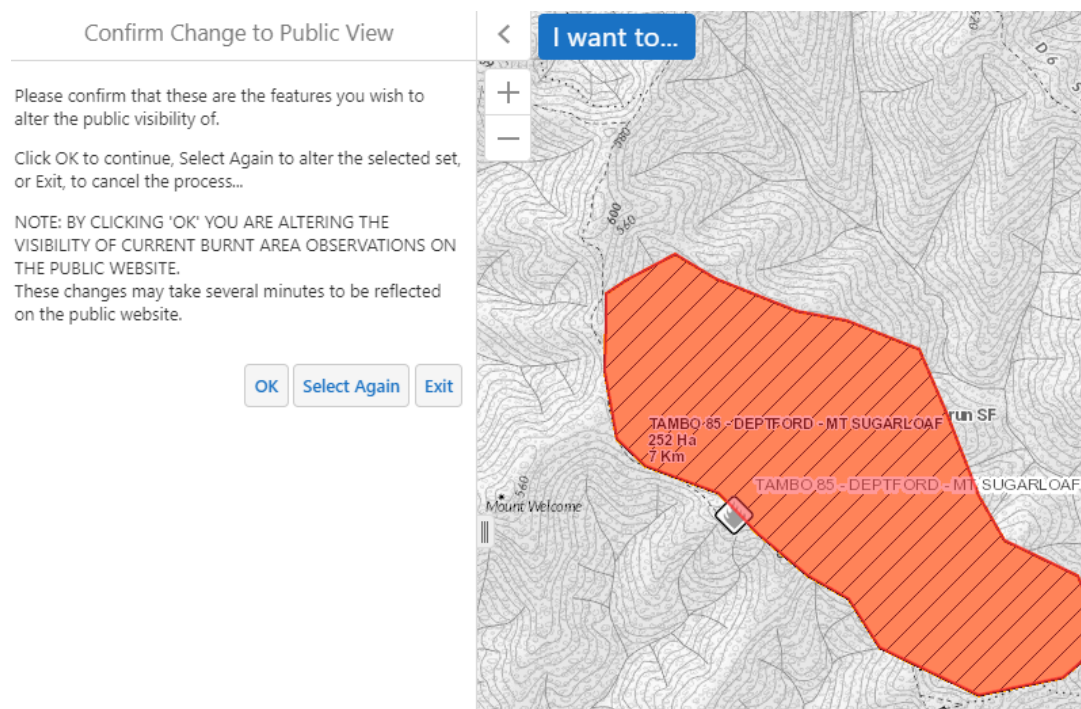 Confirm Change to Public View
Please confirm that these are the features you wish to
alter the public visibility of.
Click OK to continue, Select Again to alter the selected set,
or Exit, to cancel the process...
NOTE: BY CLICKING 'OK' YOU ARE ALTERING THE
VISIBILITY OF CURRENT BURNT AREA OBSERVATIONS ON
THE PUBLIC WEBSITE.
These changes may take several minutes to be reflected
on the public website.
OK
Select Again
Exit
I want to...
520
D 6
580
600
560
run SF
TAMBO 85 - DEPTFORD - MT SUGARLOAF
252 Ha
7 Km
TAMBO 85 - DEPTFORD - MT SUGARLOAF
560
Mount Welcome